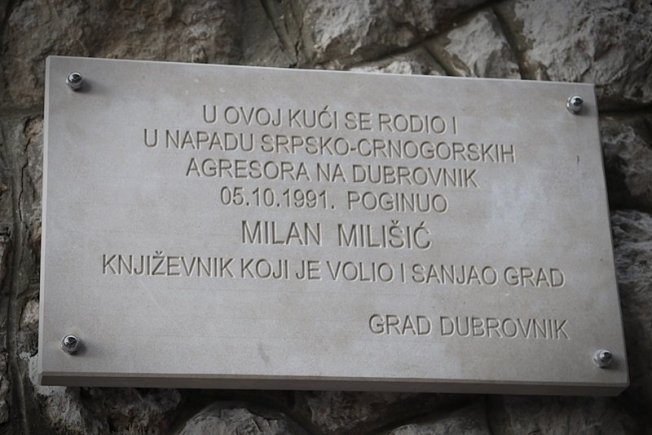 U OVOJ KUĆI SE RODIO I
U NAPADU SRPSKO-CRNOGORSKIH
AGRESORA NA DUBROVNIK
05.10.1991. POGINUO
MILAN MILIŠIĆ
KNJIŽEVNIK KOJI JE VOLIO I SANJAO GRAD
GRAD DUBROVNIK